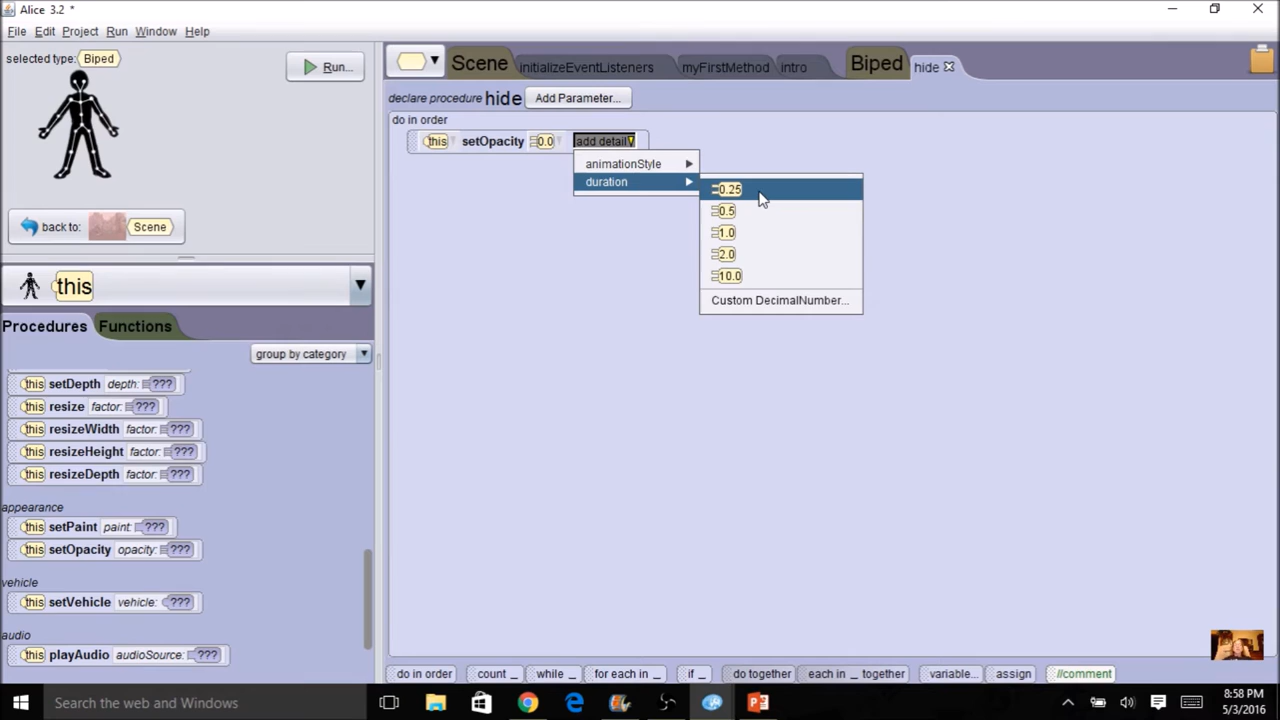 Alice 3.2 *
File Edit Project Run Window Help
selected type: Biped
Run...
back to: Scene
this
Procedures Functions
group by category
this setDepth depth: ???
this resize factor: ???
this resizeWidth factor: ???
this resizeHeight factor: ???
this resizeDepth factor: ???
appearance
this setPaint paint: ???
this setOpacity opacity: ???
vehicle
this setVehicle vehicle: ???
audio
this playAudio audioSource: ???
Scene initializeEventListeners myFirstMethod intro Biped hide
declare procedure hide Add Parameter...
do in order
this setOpacity 0.0 add detail
animationStyle
duration
0.25
0.5
1.0
2.0
10.0
Custom DecimalNumber...
do in order count _ while _ for each in _ if _ do together each in _ together variable... assign //comment
Search the web and Windows
8:58 PM
5/3/2016